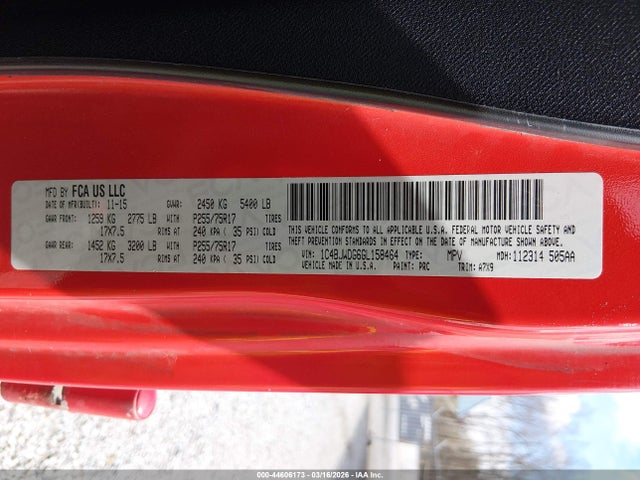 MFD BY FCA US LLC
DATE OF MFR(BUILT): 11-15 GVWR: 2450 KG 5400 LB
GAWR FRONT: 1259 KG 2775 LB WITH P255/75R17 TIRES
17X7.5 RIMS AT 240 KPA ( 35 PSI) COLD
GAWR REAR: 1452 KG 3200 LB WITH P255/75R17 TIRES
17X7.5 RIMS AT 240 KPA ( 35 PSI) COLD
THIS VEHICLE CONFORMS TO ALL APPLICABLE U.S.A. FEDERAL MOTOR VEHICLE SAFETY AND
THEFT PREVENTION STANDARDS IN EFFECT ON THE DATE OF MANUFACTURE SHOWN ABOVE.
VIN: 1C4BJWDG6GL158464 TYPE: MPV MDH: 112314 505AA
VEHICLE MADE IN U.S.A. PAINT: PRC TRIM: A7X9
000-44606173 - 03/16/2026 - IAA Inc.